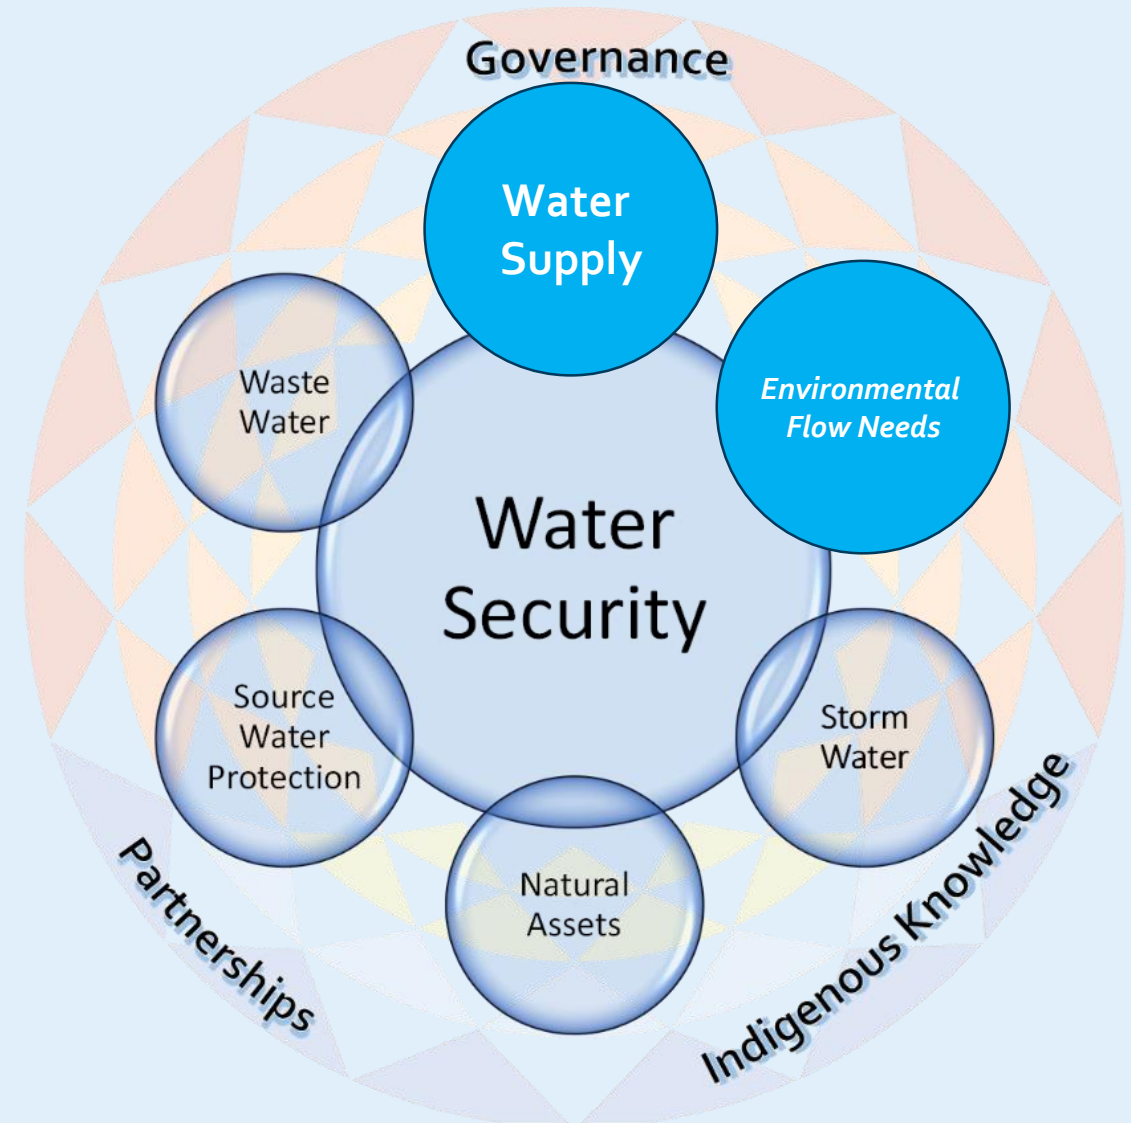 Governance
Water
Supply
Environmental
Flow Needs
Waste
Water
Water
Security
Source
Water
Protection
Storm
Water
Natural
Assets
Partnerships
Indigenous Knowledge